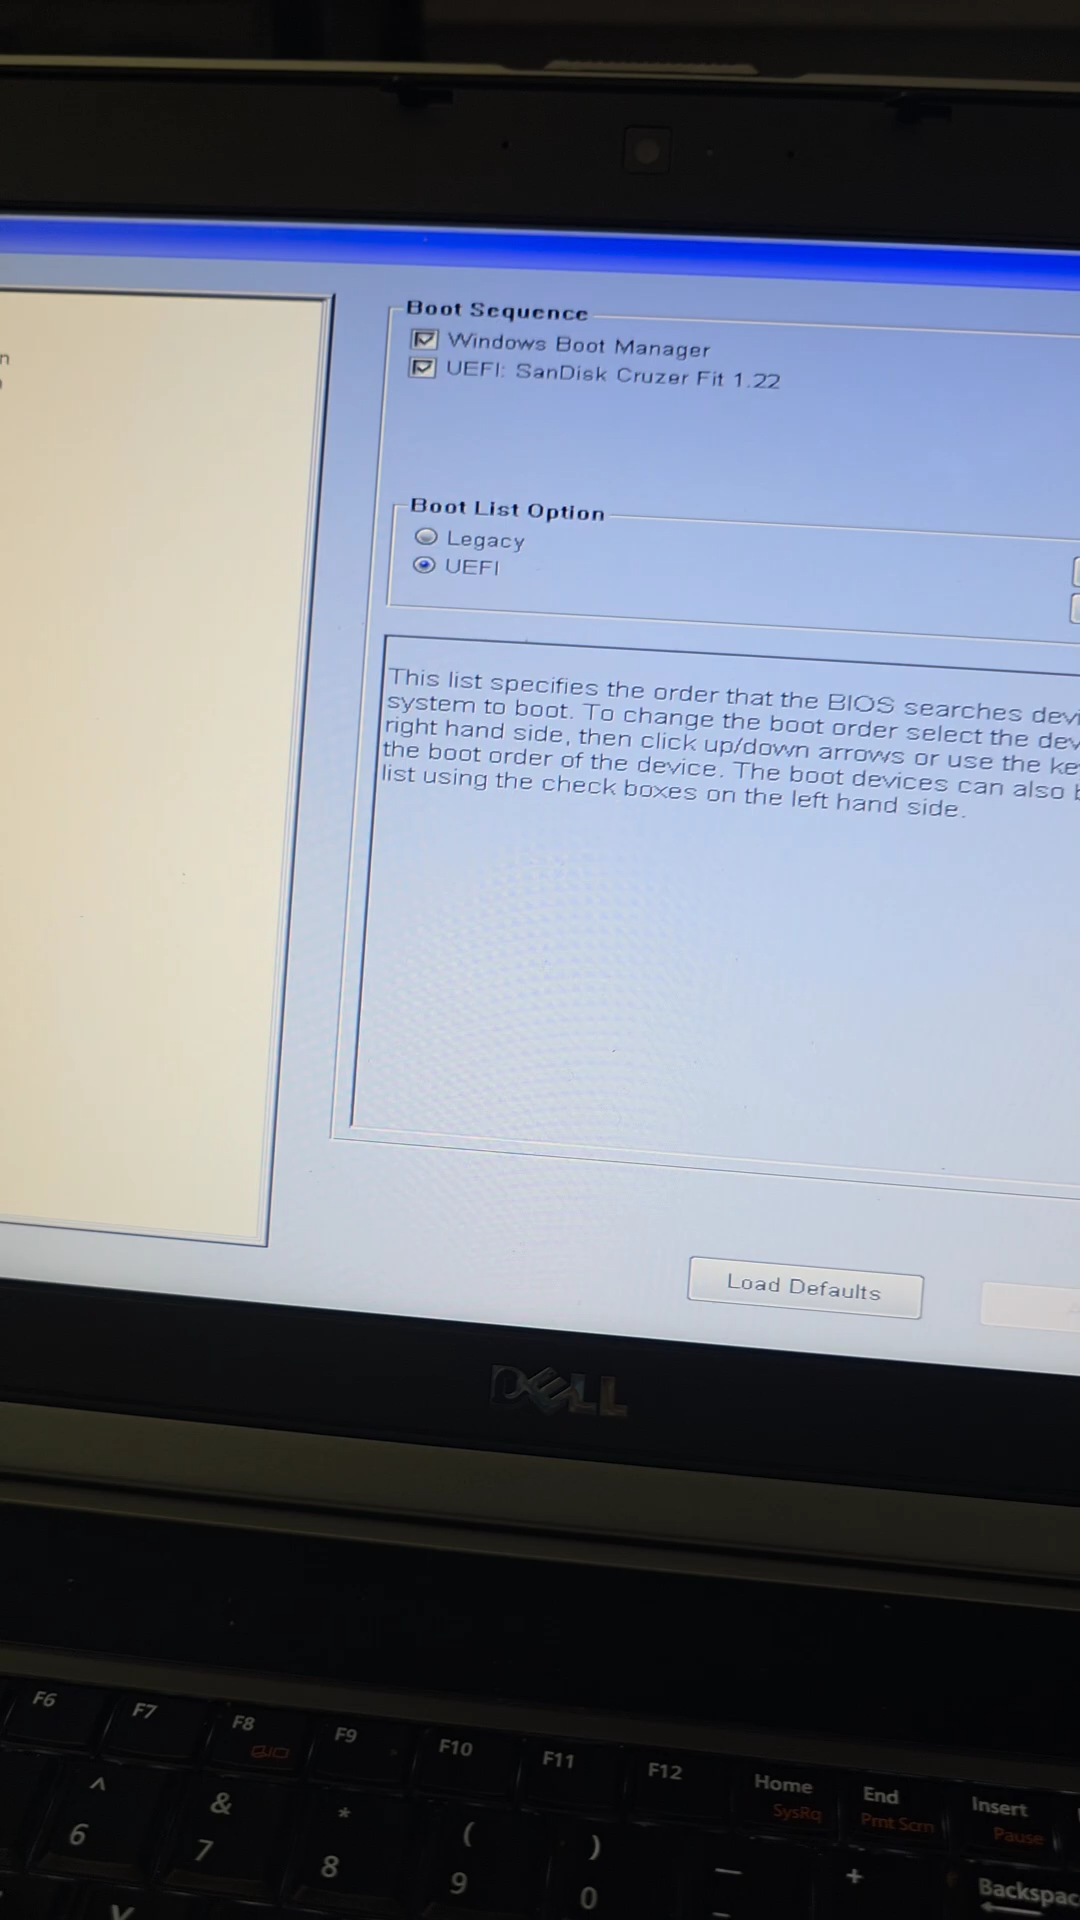 Boot Sequence
Windows Boot Manager
UEFI: SanDisk Cruzer Fit 1.22
Boot List Option
Legacy
UEFI
This list specifies the order that the BIOS searches devi
system to boot. To change the boot order select the dev
right hand side, then click up/down arrows or use the ke
the boot order of the device. The boot devices can also b
list using the check boxes on the left hand side.
Load Defaults
DELL
F6 F7 F8 F9 F10 F11 F12 Home End Insert
SysRq Prnt Scrn Pause
^ & * ( ) — +
6 7 8 9 0 -
Backspac
Y